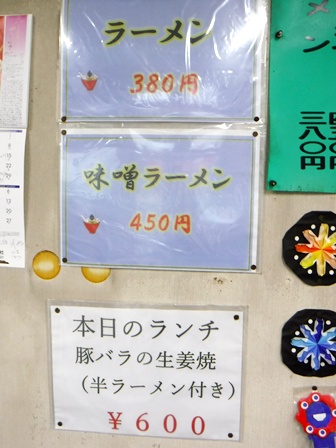 ラーメン
380円
味噌ラーメン
450円
本日のランチ
豚バラの生姜焼
(半ラーメン付き)
¥600